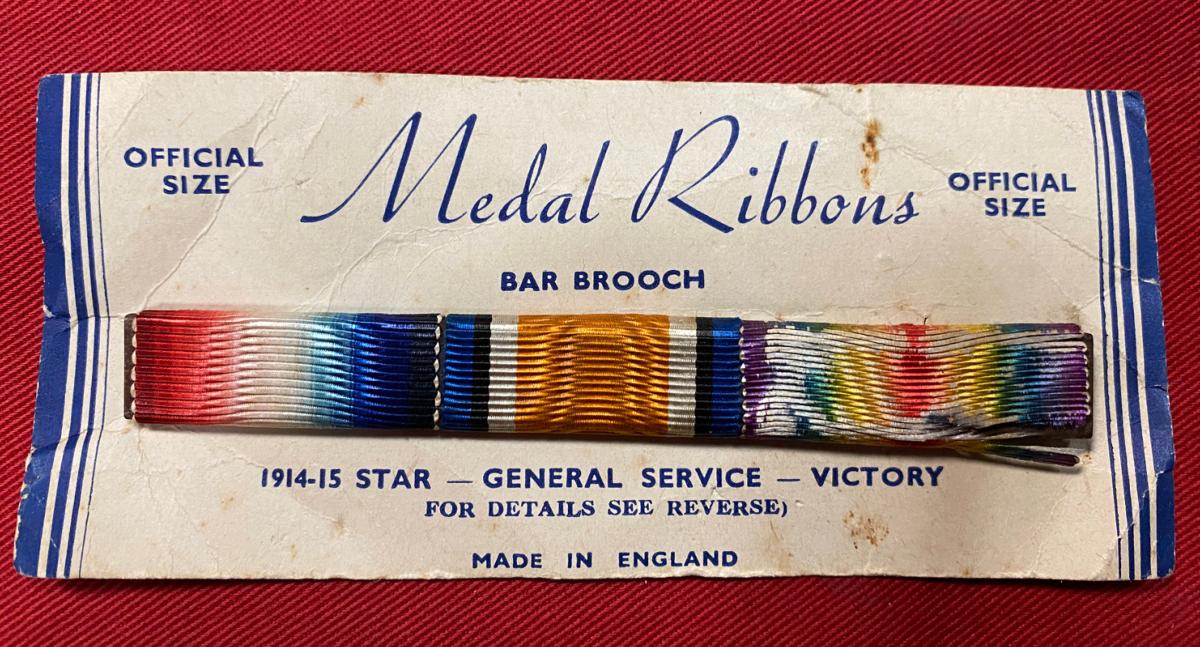 OFFICIAL
SIZE
Medal Ribbons
OFFICIAL
SIZE
BAR BROOCH
1914-15 STAR — GENERAL SERVICE — VICTORY
FOR DETAILS SEE REVERSE)
MADE IN ENGLAND